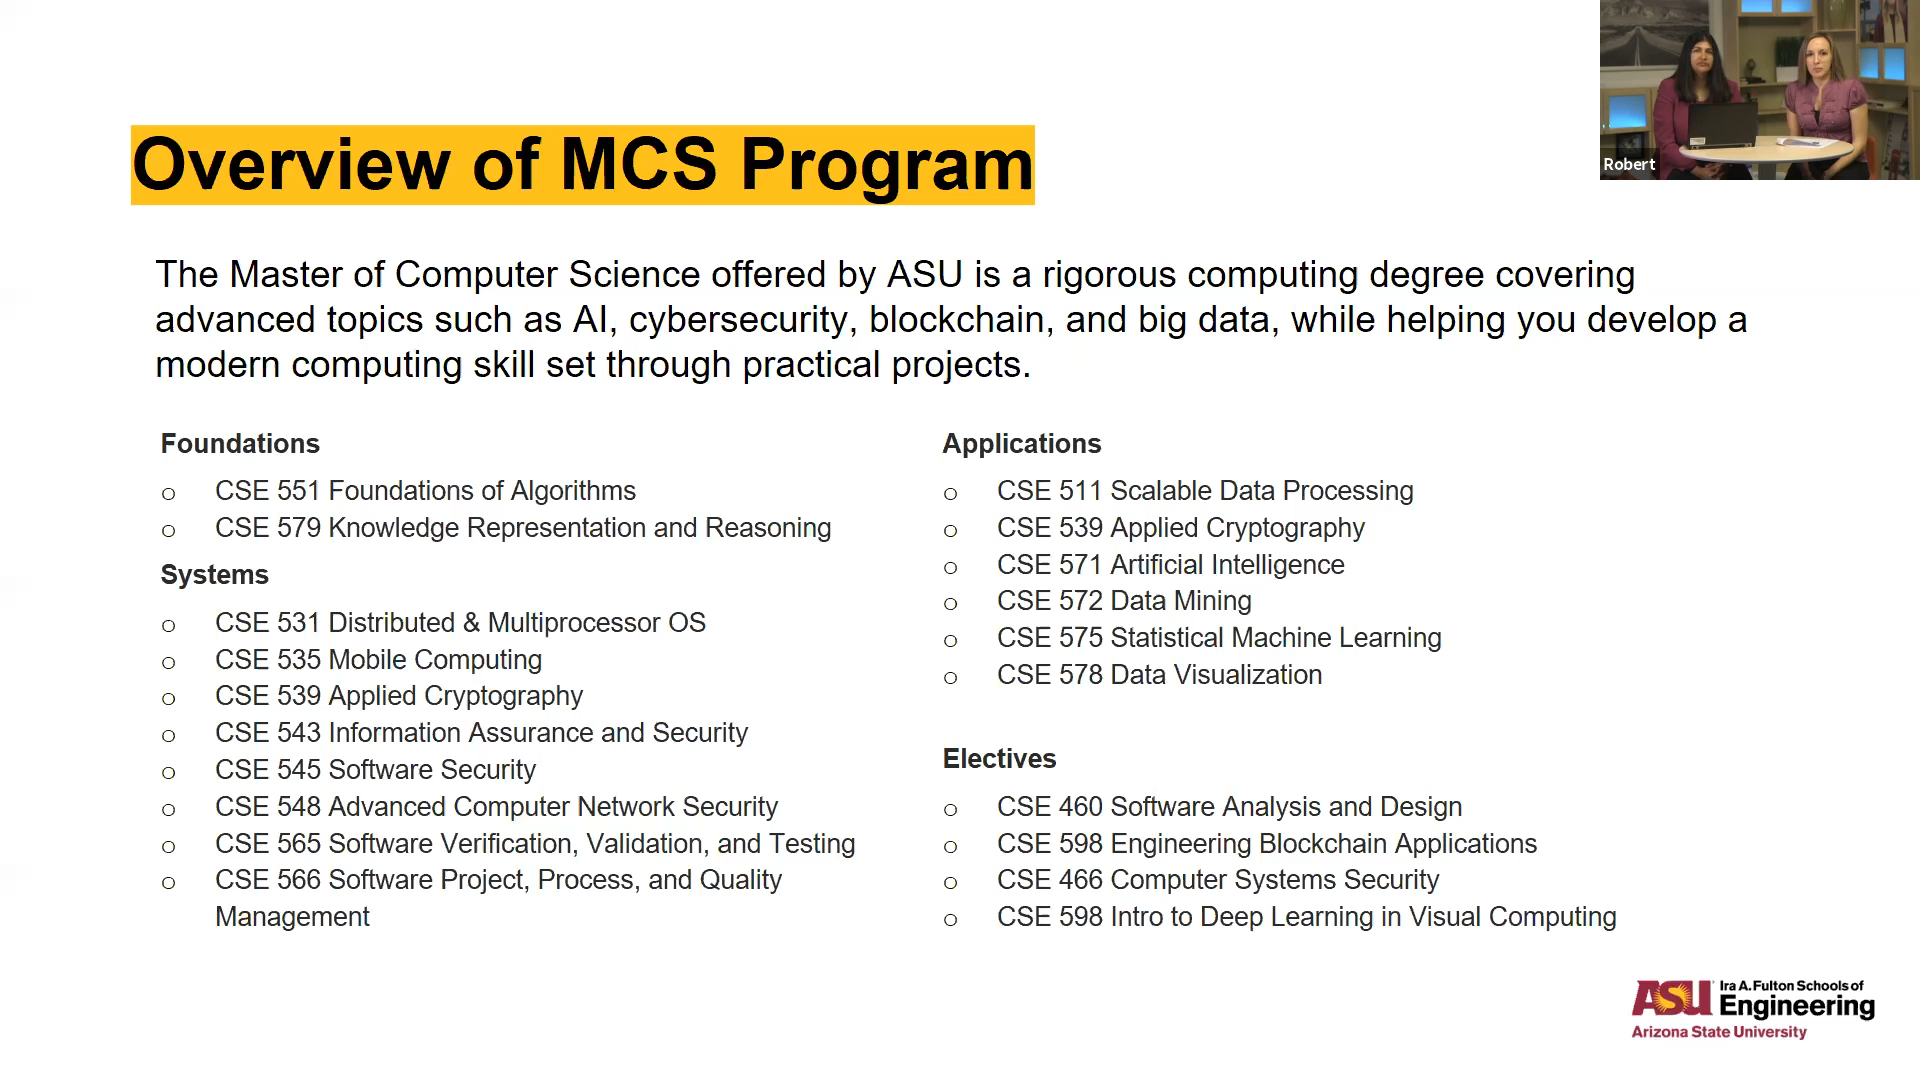 Overview of MCS Program
Robert
The Master of Computer Science offered by ASU is a rigorous computing degree covering
advanced topics such as AI, cybersecurity, blockchain, and big data, while helping you develop a
modern computing skill set through practical projects.
Foundations
o CSE 551 Foundations of Algorithms
o CSE 579 Knowledge Representation and Reasoning
Systems
o CSE 531 Distributed & Multiprocessor OS
o CSE 535 Mobile Computing
o CSE 539 Applied Cryptography
o CSE 543 Information Assurance and Security
o CSE 545 Software Security
o CSE 548 Advanced Computer Network Security
o CSE 565 Software Verification, Validation, and Testing
o CSE 566 Software Project, Process, and Quality
Management
Applications
o CSE 511 Scalable Data Processing
o CSE 539 Applied Cryptography
o CSE 571 Artificial Intelligence
o CSE 572 Data Mining
o CSE 575 Statistical Machine Learning
o CSE 578 Data Visualization
Electives
o CSE 460 Software Analysis and Design
o CSE 598 Engineering Blockchain Applications
o CSE 466 Computer Systems Security
o CSE 598 Intro to Deep Learning in Visual Computing
ASU Ira A. Fulton Schools of
Engineering
Arizona State University